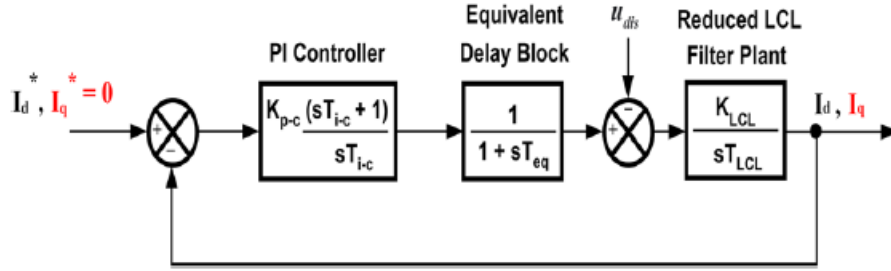 Equivalent
Delay Block
u_dis
Reduced LCL
Filter Plant
PI Controller
I_d^*, I_q^* = 0
+
−
K_p-c (sT_i-c + 1)
sT_i-c
1
1 + sT_eq
−
+
K_LCL
sT_LCL
I_d, I_q